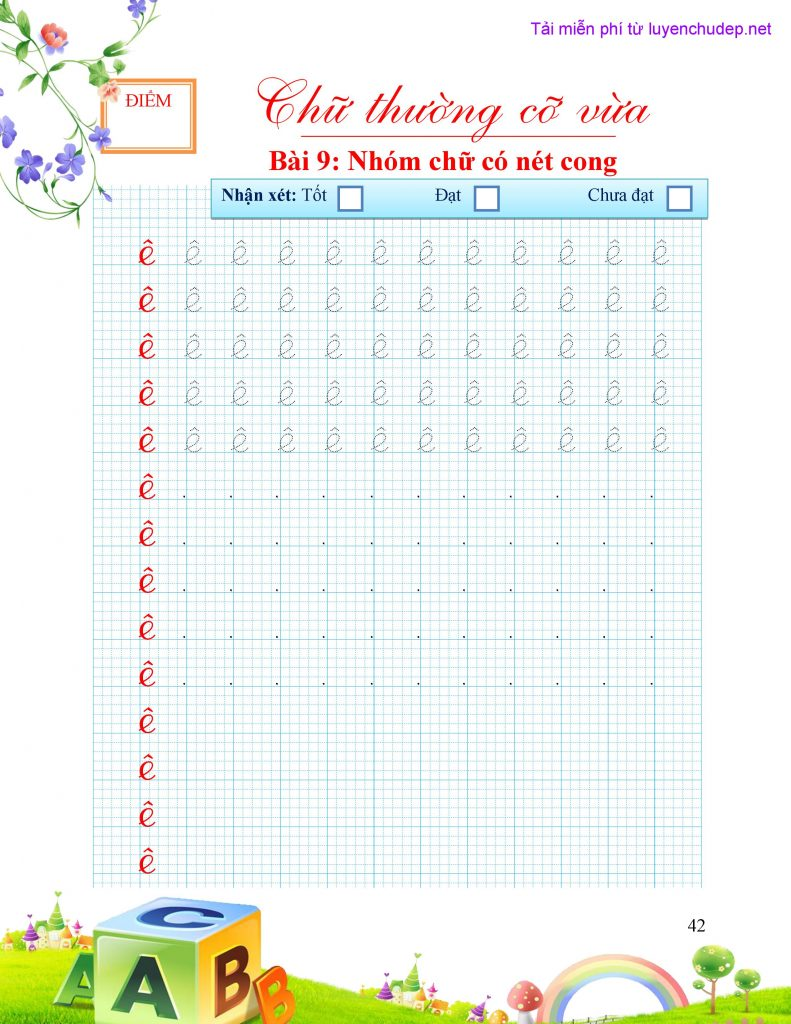 Tải miễn phí từ luyenchudep.net
ĐIỂM
Chữ thường cỡ vừa
Bài 9: Nhóm chữ có nét cong
Nhận xét: Tốt Đạt Chưa đạt
ê ê ê ê ê ê ê ê ê ê ê ê
ê ê ê ê ê ê ê ê ê ê ê ê
ê ê ê ê ê ê ê ê ê ê ê ê
ê ê ê ê ê ê ê ê ê ê ê ê
ê ê ê ê ê ê ê ê ê ê ê ê
ê . . . . . . . . . . .
ê . . . . . . . . . . .
ê . . . . . . . . . . .
ê . . . . . . . . . . .
ê . . . . . . . . . . .
ê
ê
ê
ê
42
C
A A B B